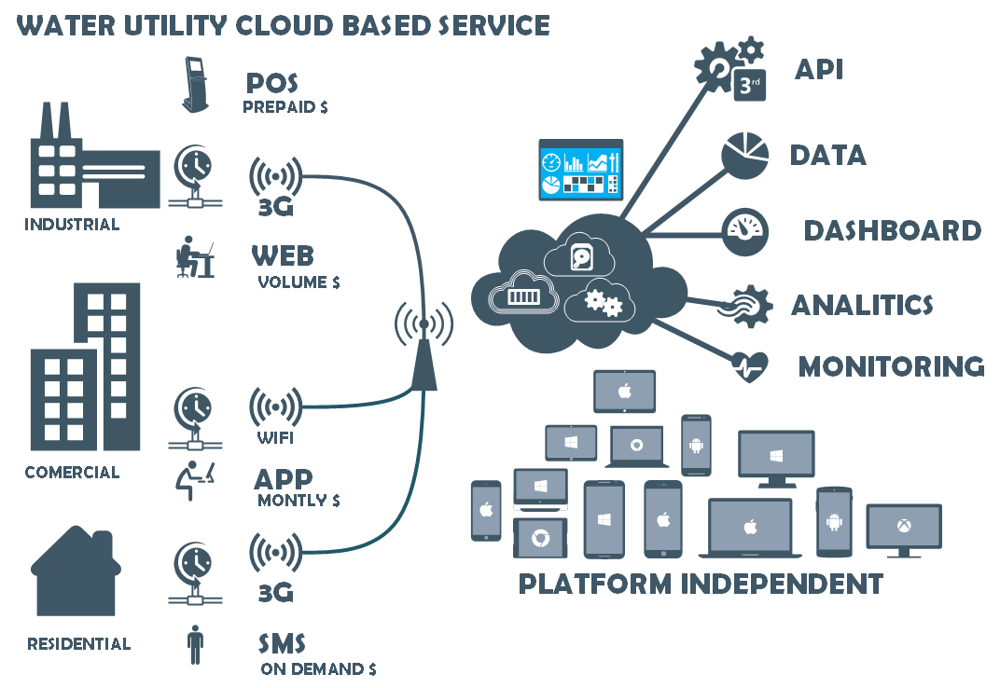 WATER UTILITY CLOUD BASED SERVICE
POS
PREPAID $
3G
INDUSTRIAL
WEB
VOLUME $
WIFI
COMERCIAL
APP
MONTLY $
3G
RESIDENTIAL
SMS
ON DEMAND $
3rd
API
DATA
DASHBOARD
ANALITICS
MONITORING
PLATFORM INDEPENDENT